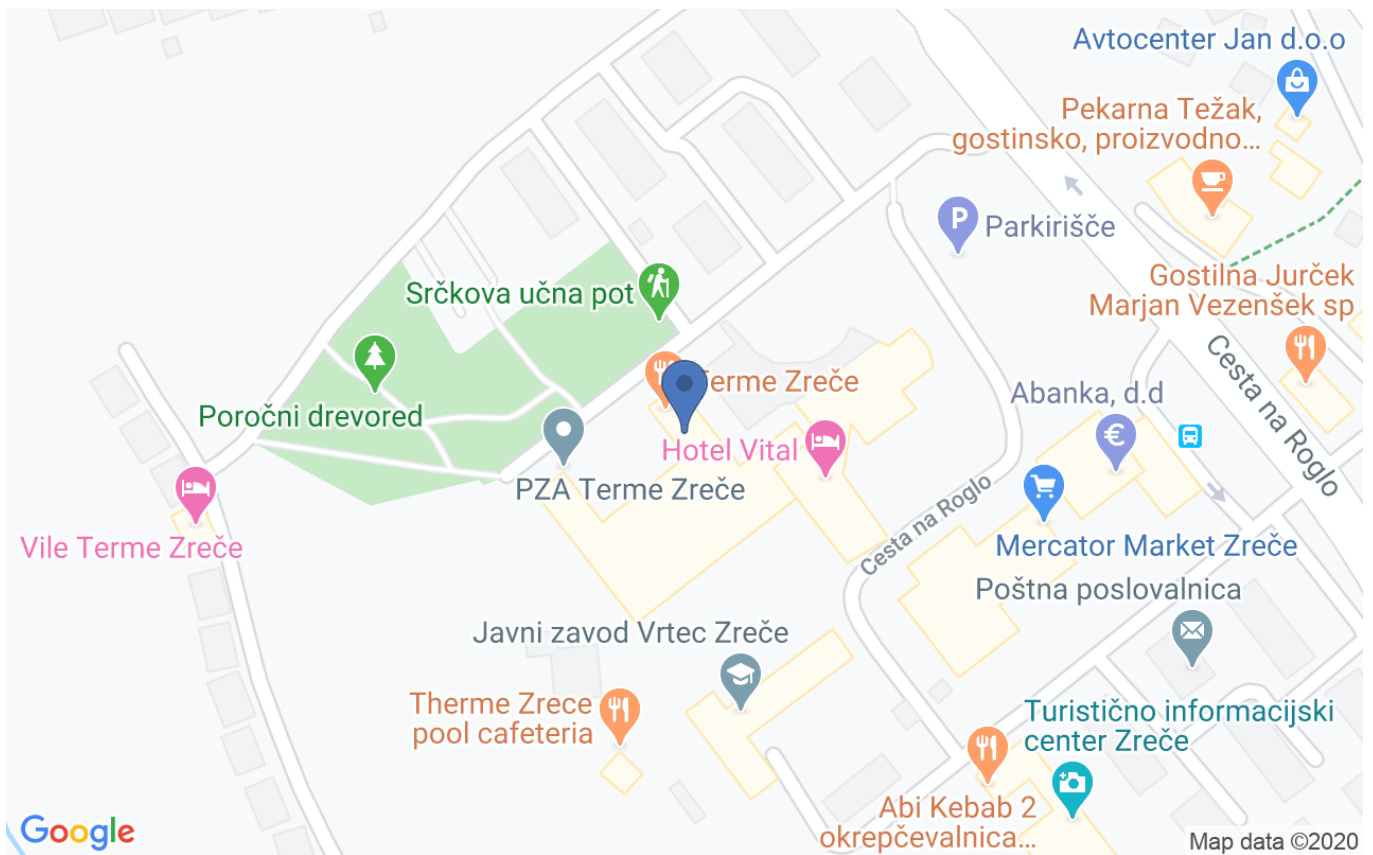 Avtocenter Jan d.o.o
Pekarna Težak,
gostinsko, proizvodno...
P
Parkirišče
Gostilna Jurček
Marjan Vezenšek sp
Srčkova učna pot
Cesta na Roglo
Terme Zreče
Abanka, d.d
€
Poročni drevored
Hotel Vital
PZA Terme Zreče
Cesta na Roglo
Vile Terme Zreče
Mercator Market Zreče
Poštna poslovalnica
Javni zavod Vrtec Zreče
Therme Zrece
pool cafeteria
Turistično informacijski
center Zreče
Abi Kebab 2
okrepčevalnica...
Google
Map data ©2020